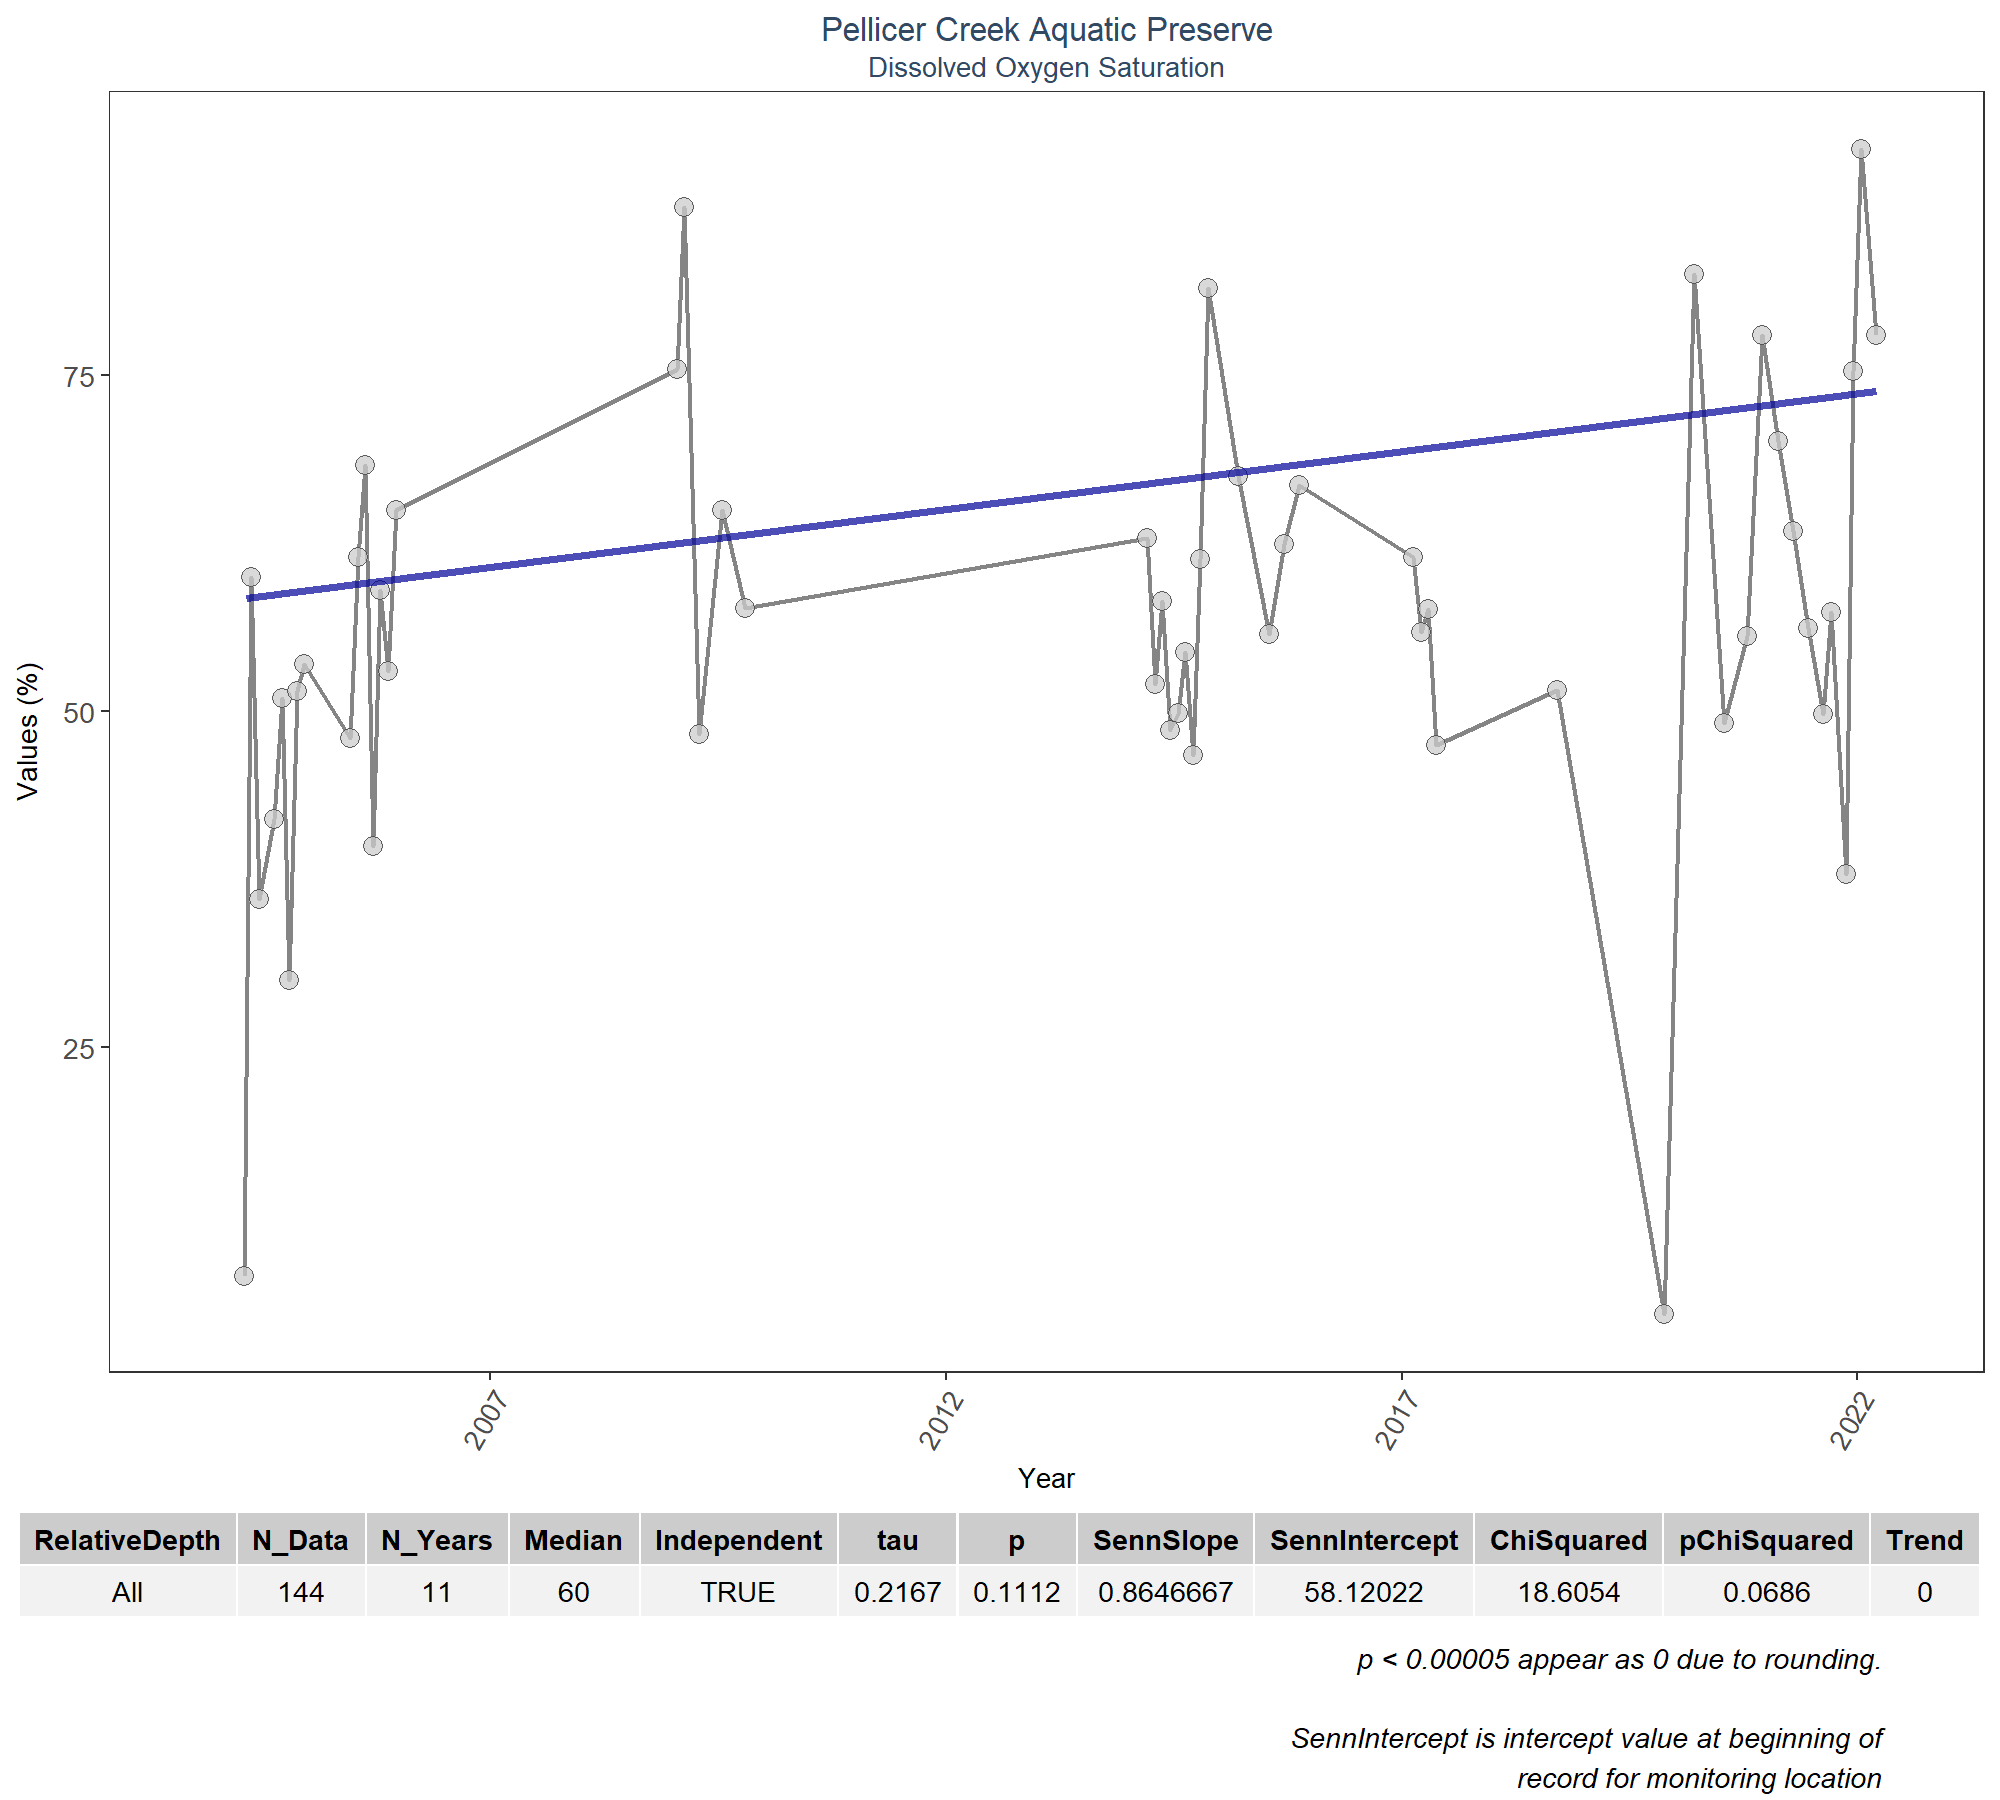 Pellicer Creek Aquatic Preserve
Dissolved Oxygen Saturation
Values (%)
75
50
25
2007 2012 2017 2022
Year
RelativeDepth N_Data N_Years Median Independent tau p SennSlope SennIntercept ChiSquared pChiSquared Trend
All 144 11 60 TRUE 0.2167 0.1112 0.8646667 58.12022 18.6054 0.0686 0
p < 0.00005 appear as 0 due to rounding.
SennIntercept is intercept value at beginning of
record for monitoring location